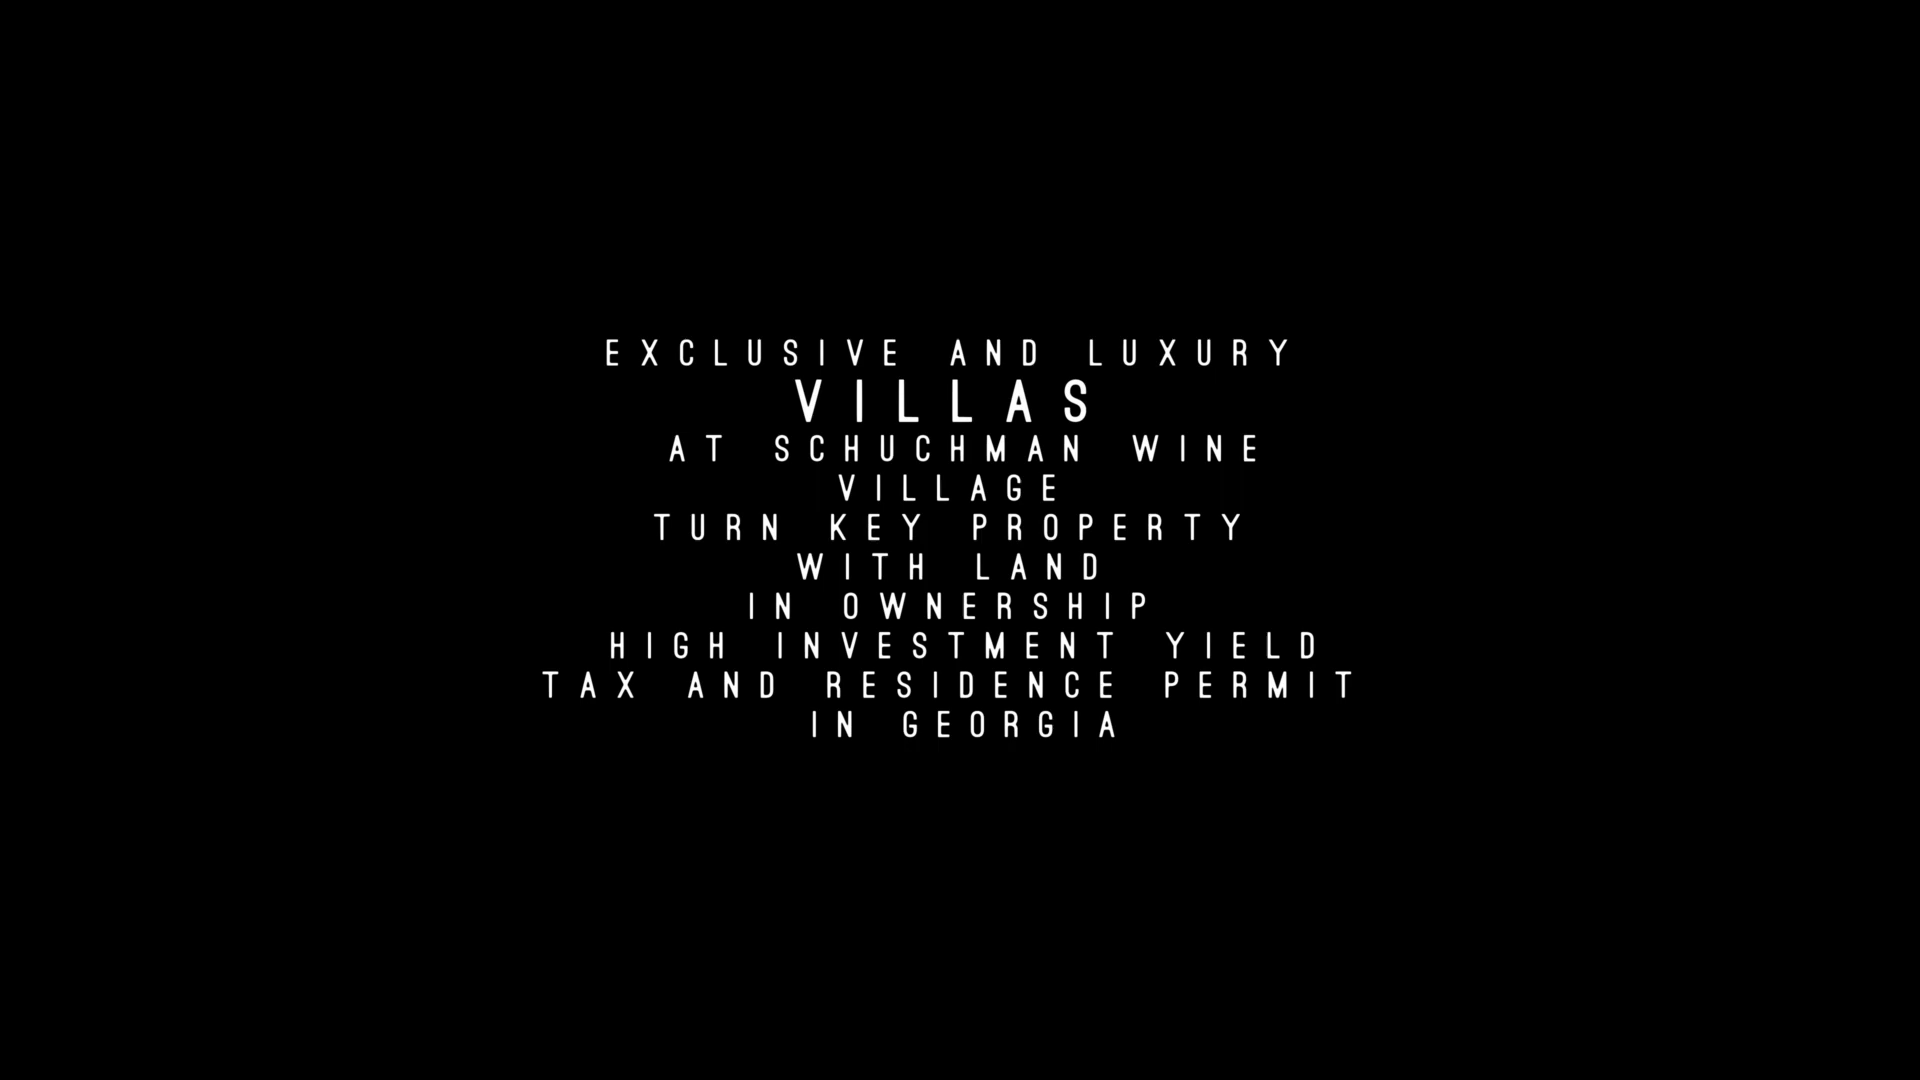 EXCLUSIVE AND LUXURY
VILLAS
AT SCHUCHMAN WINE
VILLAGE
TURN KEY PROPERTY
WITH LAND
IN OWNERSHIP
HIGH INVESTMENT YIELD
TAX AND RESIDENCE PERMIT
IN GEORGIA